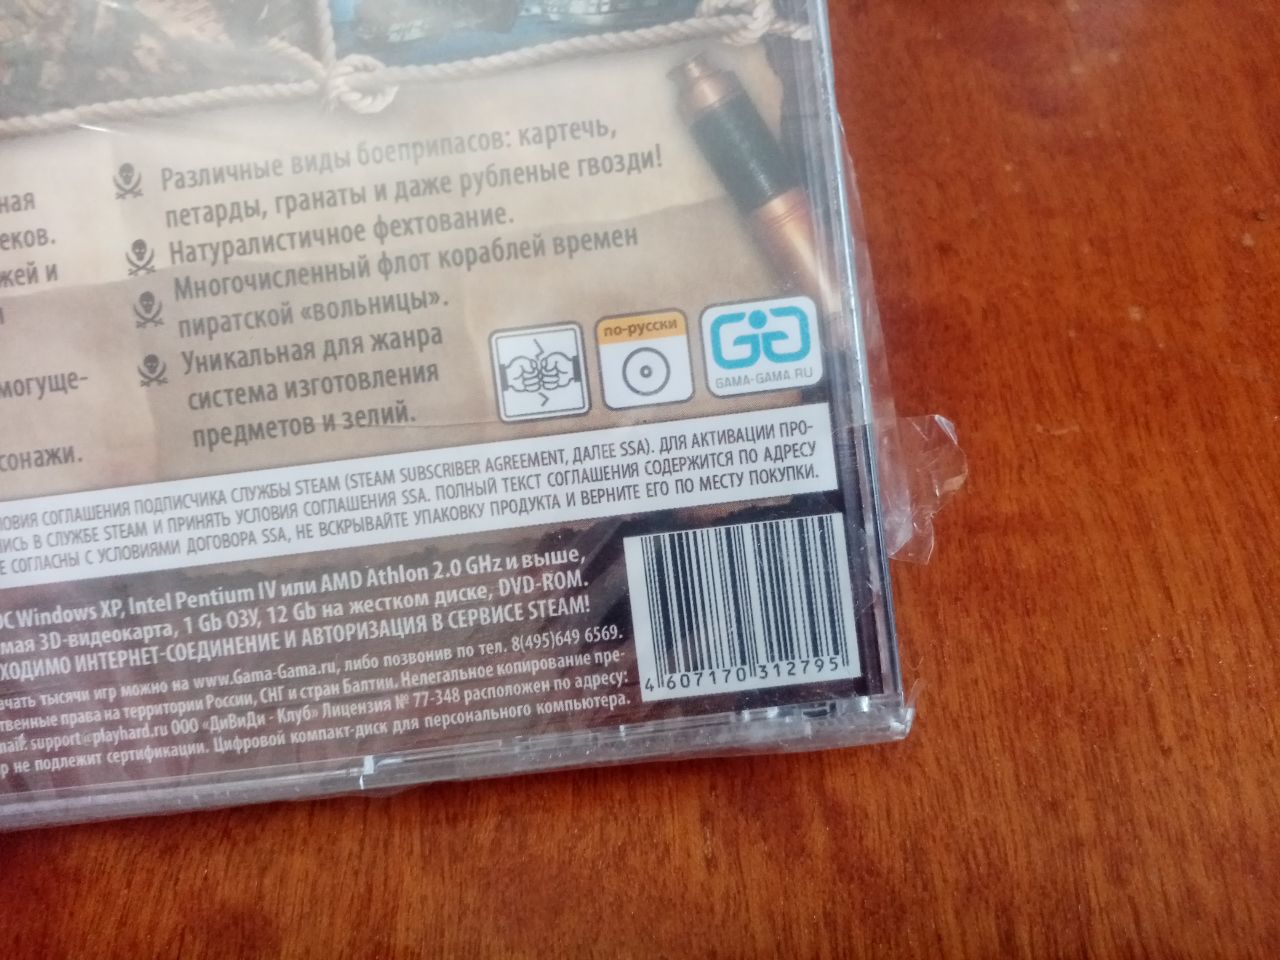 ная
еков.
жей и
могуще-
сонажи.
Различные виды боеприпасов: картечь,
петарды, гранаты и даже рубленые гвозди!
Натуралистичное фехтование.
Многочисленный флот кораблей времен
пиратской «вольницы».
Уникальная для жанра
система изготовления
предметов и зелий.
по-русски
GAMA-GAMA.RU
ЛОВИЯ СОГЛАШЕНИЯ ПОДПИСЧИКА СЛУЖБЫ STEAM (STEAM SUBSCRIBER AGREEMENT, ДАЛЕЕ SSA). ДЛЯ АКТИВАЦИИ ПРО-
ПИСЬ В СЛУЖБЕ STEAM И ПРИНЯТЬ УСЛОВИЯ СОГЛАШЕНИЯ SSA. ПОЛНЫЙ ТЕКСТ СОГЛАШЕНИЯ СОДЕРЖИТСЯ ПО АДРЕСУ
Е СОГЛАСНЫ С УСЛОВИЯМИ ДОГОВОРА SSA, НЕ ВСКРЫВАЙТЕ УПАКОВКУ ПРОДУКТА И ВЕРНИТЕ ЕГО ПО МЕСТУ ПОКУПКИ.
ОС Windows XP, Intel Pentium IV или AMD Athlon 2.0 GHz и выше,
мая 3D-видеокарта, 1 Gb ОЗУ, 12 Gb на жестком диске, DVD-ROM.
ХОДИМО ИНТЕРНЕТ-СОЕДИНЕНИЕ И АВТОРИЗАЦИЯ В СЕРВИСЕ STEAM!
ачать тысячи игр можно на www.Gama-Gama.ru, либо позвонив по тел. 8(495)649 6569.
ственные права на территории России, СНГ и стран Балтии. Нелегальное копирование пре-
mail: support@playhard.ru ООО «ДиВиДи - Клуб» Лицензия № 77-348 расположен по адресу:
р не подлежит сертификации. Цифровой компакт-диск для персонального компьютера.
4 607170 312795